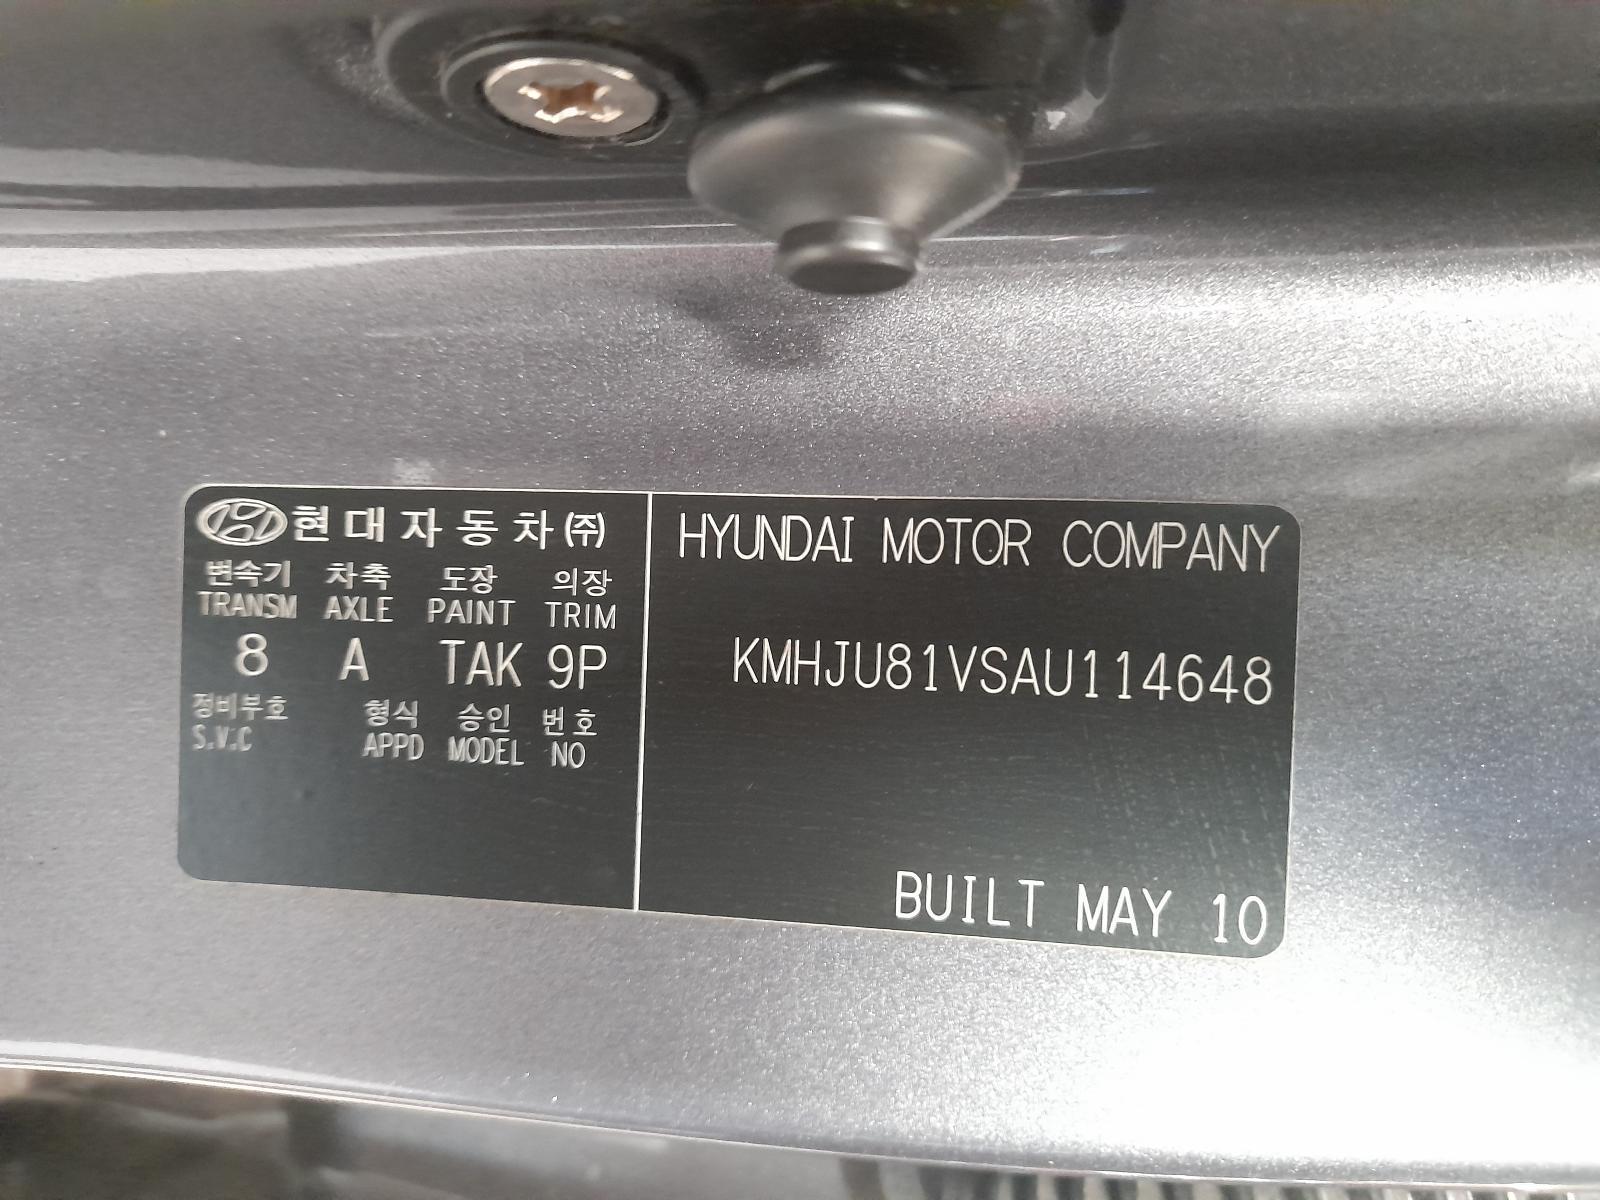 현대자동차(주)
변속기 차축 도장 의장
TRANSM AXLE PAINT TRIM
8 A TAK 9P
정비부호 형식 승인 번호
S.V.C APPD MODEL NO
HYUNDAI MOTOR COMPANY
KMHJU81VSAU114648
BUILT MAY 10